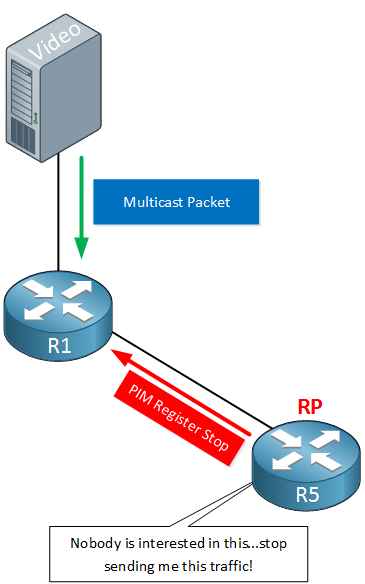 Video
Multicast Packet
R1
PIM Register Stop
RP
R5
Nobody is interested in this...stop
sending me this traffic!